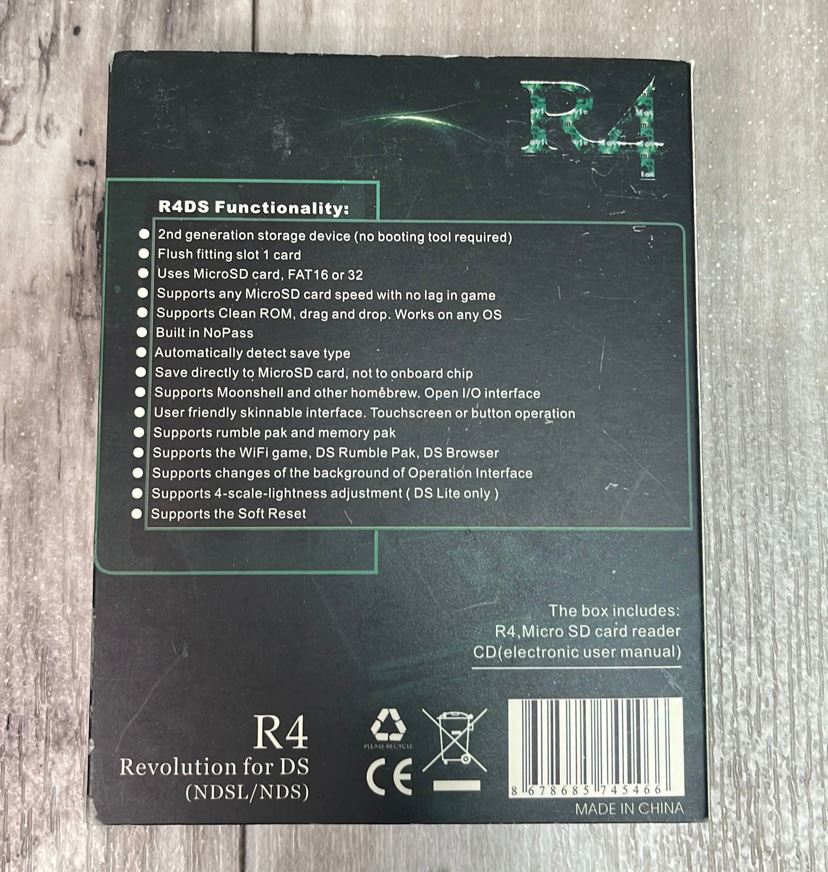 R4
R4DS Functionality:
2nd generation storage device (no booting tool required)
Flush fitting slot 1 card
Uses MicroSD card, FAT16 or 32
Supports any MicroSD card speed with no lag in game
Supports Clean ROM, drag and drop. Works on any OS
Built in NoPass
Automatically detect save type
Save directly to MicroSD card, not to onboard chip
Supports Moonshell and other homebrew. Open I/O interface
User friendly skinnable interface. Touchscreen or button operation
Supports rumble pak and memory pak
Supports the WiFi game, DS Rumble Pak, DS Browser
Supports changes of the background of Operation Interface
Supports 4-scale-lightness adjustment ( DS Lite only )
Supports the Soft Reset
The box includes:
R4,Micro SD card reader
CD(electronic user manual)
R4
Revolution for DS
(NDSL/NDS)
PLEASE RECYCLE
CE
8 678685 745466
MADE IN CHINA